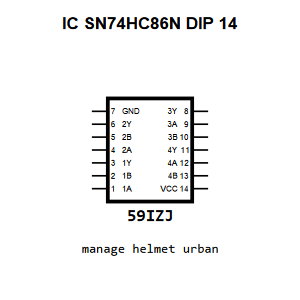 IC SN74HC86N DIP 14
7 GND 3Y 8
6 2Y 3A 9
5 2B 3B 10
4 2A 4Y 11
3 1Y 4A 12
2 1B 4B 13
1 1A VCC 14
59IZJ
manage helmet urban